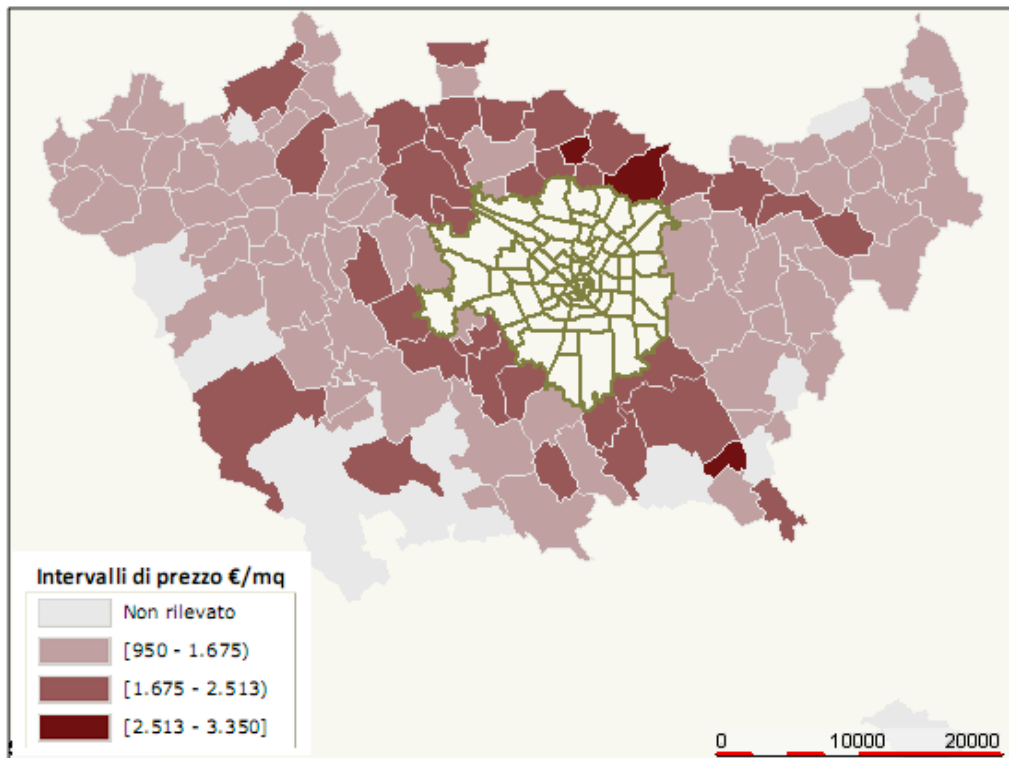 Intervalli di prezzo €/mq
Non rilevato
[950 - 1.675)
[1.675 - 2.513)
[2.513 - 3.350]
0 10000 20000